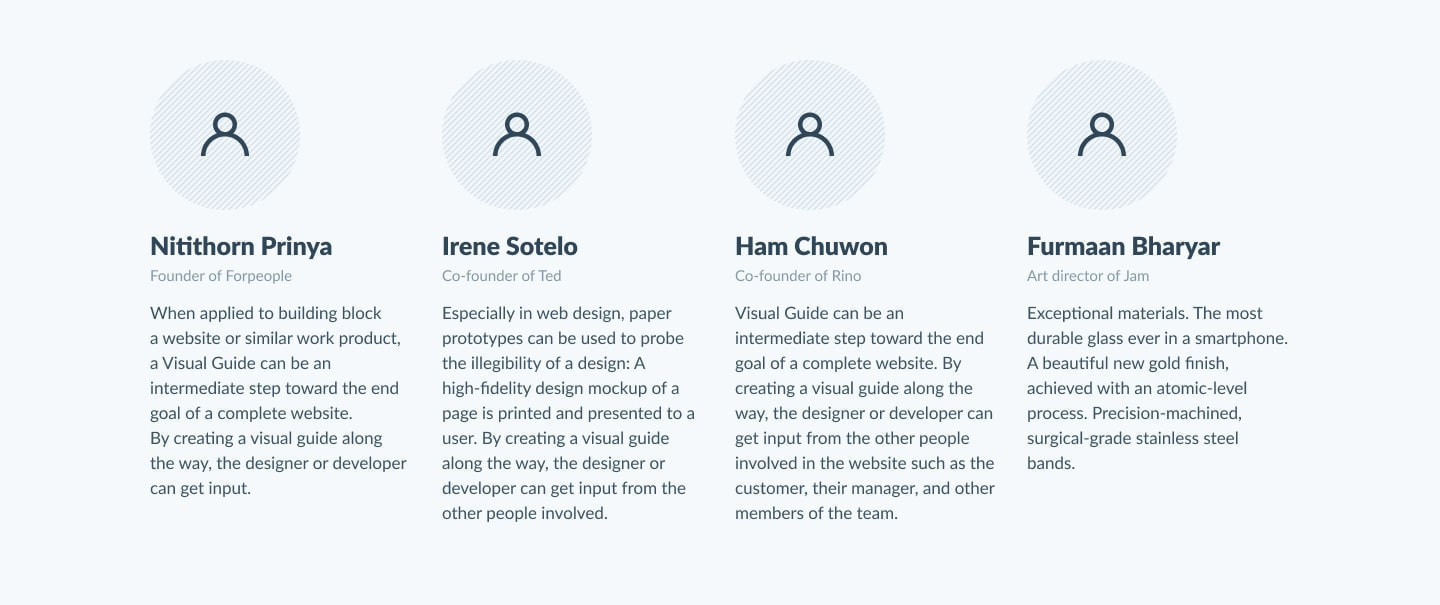 Nitithorn Prinya
Founder of Forpeople
When applied to building block
a website or similar work product,
a Visual Guide can be an
intermediate step toward the end
goal of a complete website.
By creating a visual guide along
the way, the designer or developer
can get input.
Irene Sotelo
Co-founder of Ted
Especially in web design, paper
prototypes can be used to probe
the illegibility of a design: A
high-fidelity design mockup of a
page is printed and presented to a
user. By creating a visual guide
along the way, the designer or
developer can get input from the
other people involved.
Ham Chuwon
Co-founder of Rino
Visual Guide can be an
intermediate step toward the end
goal of a complete website. By
creating a visual guide along the
way, the designer or developer can
get input from the other people
involved in the website such as the
customer, their manager, and other
members of the team.
Furmaan Bharyar
Art director of Jam
Exceptional materials. The most
durable glass ever in a smartphone.
A beautiful new gold finish,
achieved with an atomic-level
process. Precision-machined,
surgical-grade stainless steel
bands.